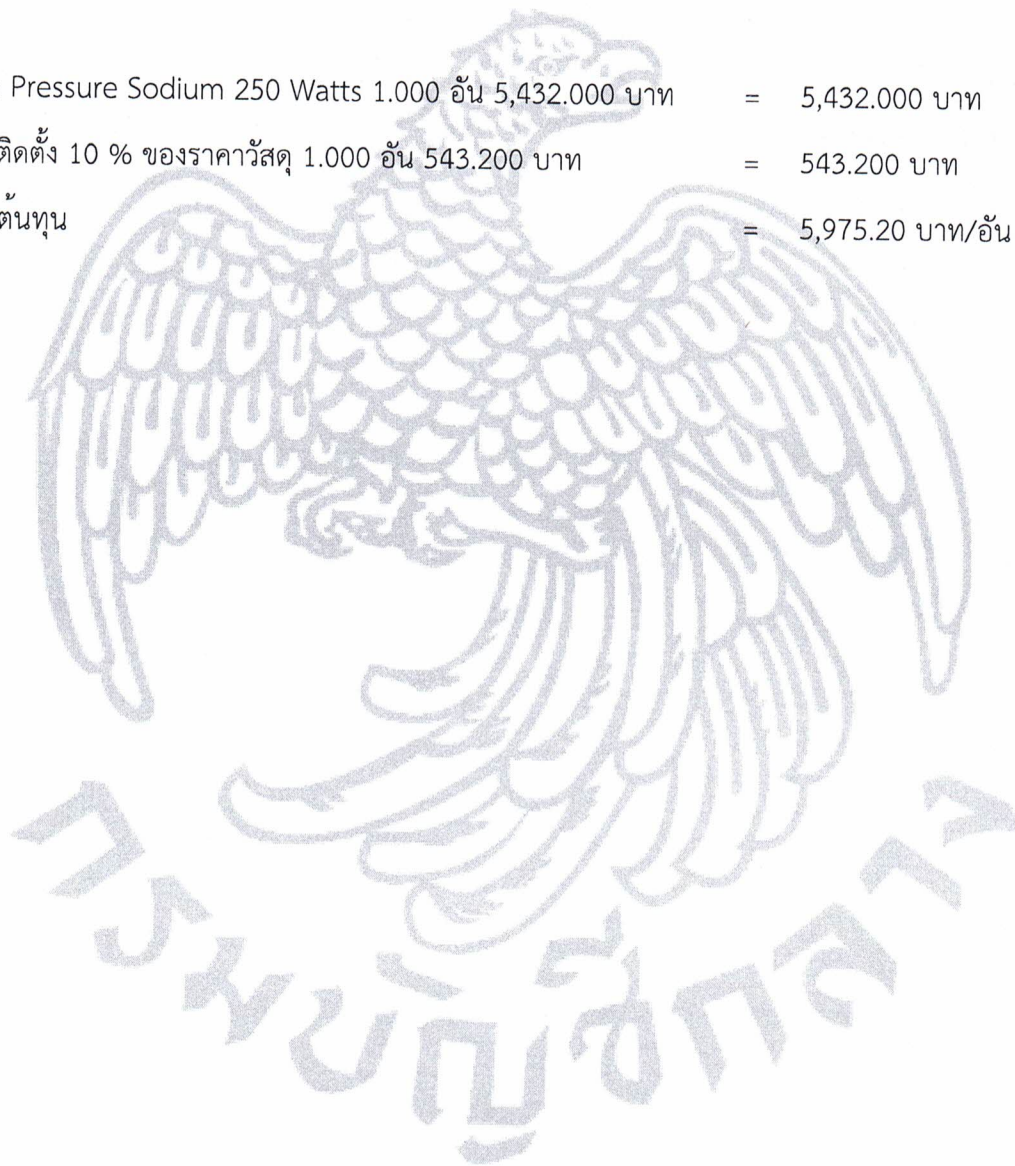 Pressure Sodium 250 Watts 1.000 อัน 5,432.000 บาท = 5,432.000 บาท
ติดตั้ง 10 % ของราคาวัสดุ 1.000 อัน 543.200 บาท = 543.200 บาท
ต้นทุน = 5,975.20 บาท/อัน
กรมบัญชีกลาง